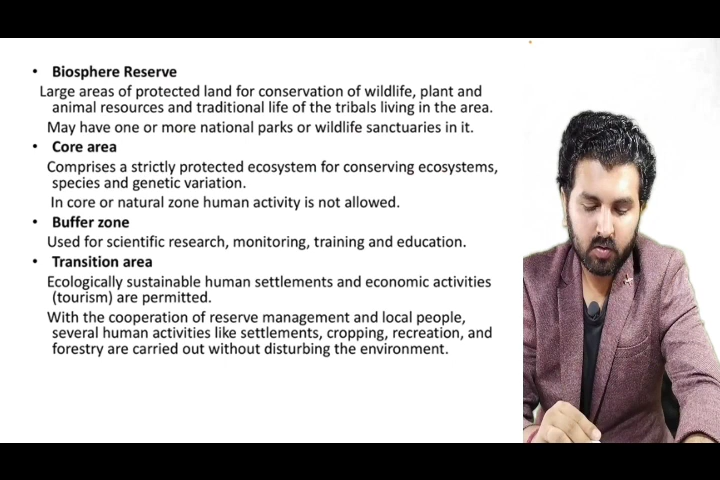 • Biosphere Reserve
Large areas of protected land for conservation of wildlife, plant and
animal resources and traditional life of the tribals living in the area.
May have one or more national parks or wildlife sanctuaries in it.
• Core area
Comprises a strictly protected ecosystem for conserving ecosystems,
species and genetic variation.
In core or natural zone human activity is not allowed.
• Buffer zone
Used for scientific research, monitoring, training and education.
• Transition area
Ecologically sustainable human settlements and economic activities
(tourism) are permitted.
With the cooperation of reserve management and local people,
several human activities like settlements, cropping, recreation, and
forestry are carried out without disturbing the environment.